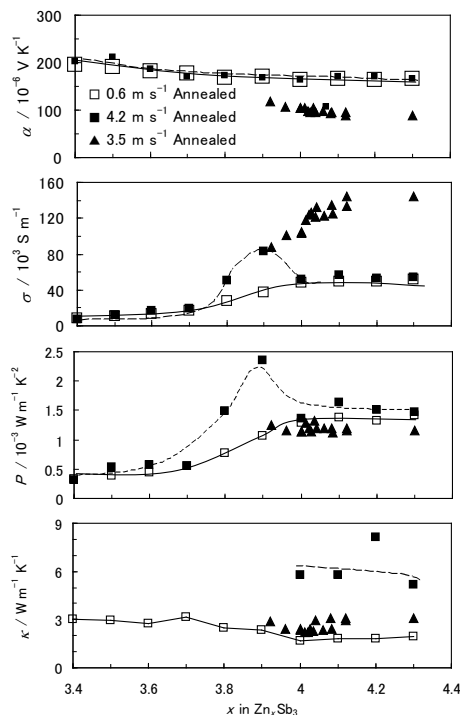 300
200
100
0
α / 10⁻⁶ V K⁻¹
□ 0.6 m s⁻¹ Annealed
■ 4.2 m s⁻¹ Annealed
▲ 3.5 m s⁻¹ Annealed
160
120
80
40
0
σ / 10³ S m⁻¹
2.5
2
1.5
1
0.5
0
P / 10⁻³ W m⁻¹ K⁻²
9
6
3
0
κ / W m⁻¹ K⁻¹
3.4 3.6 3.8 4 4.2 4.4
x in ZnₓSb₃